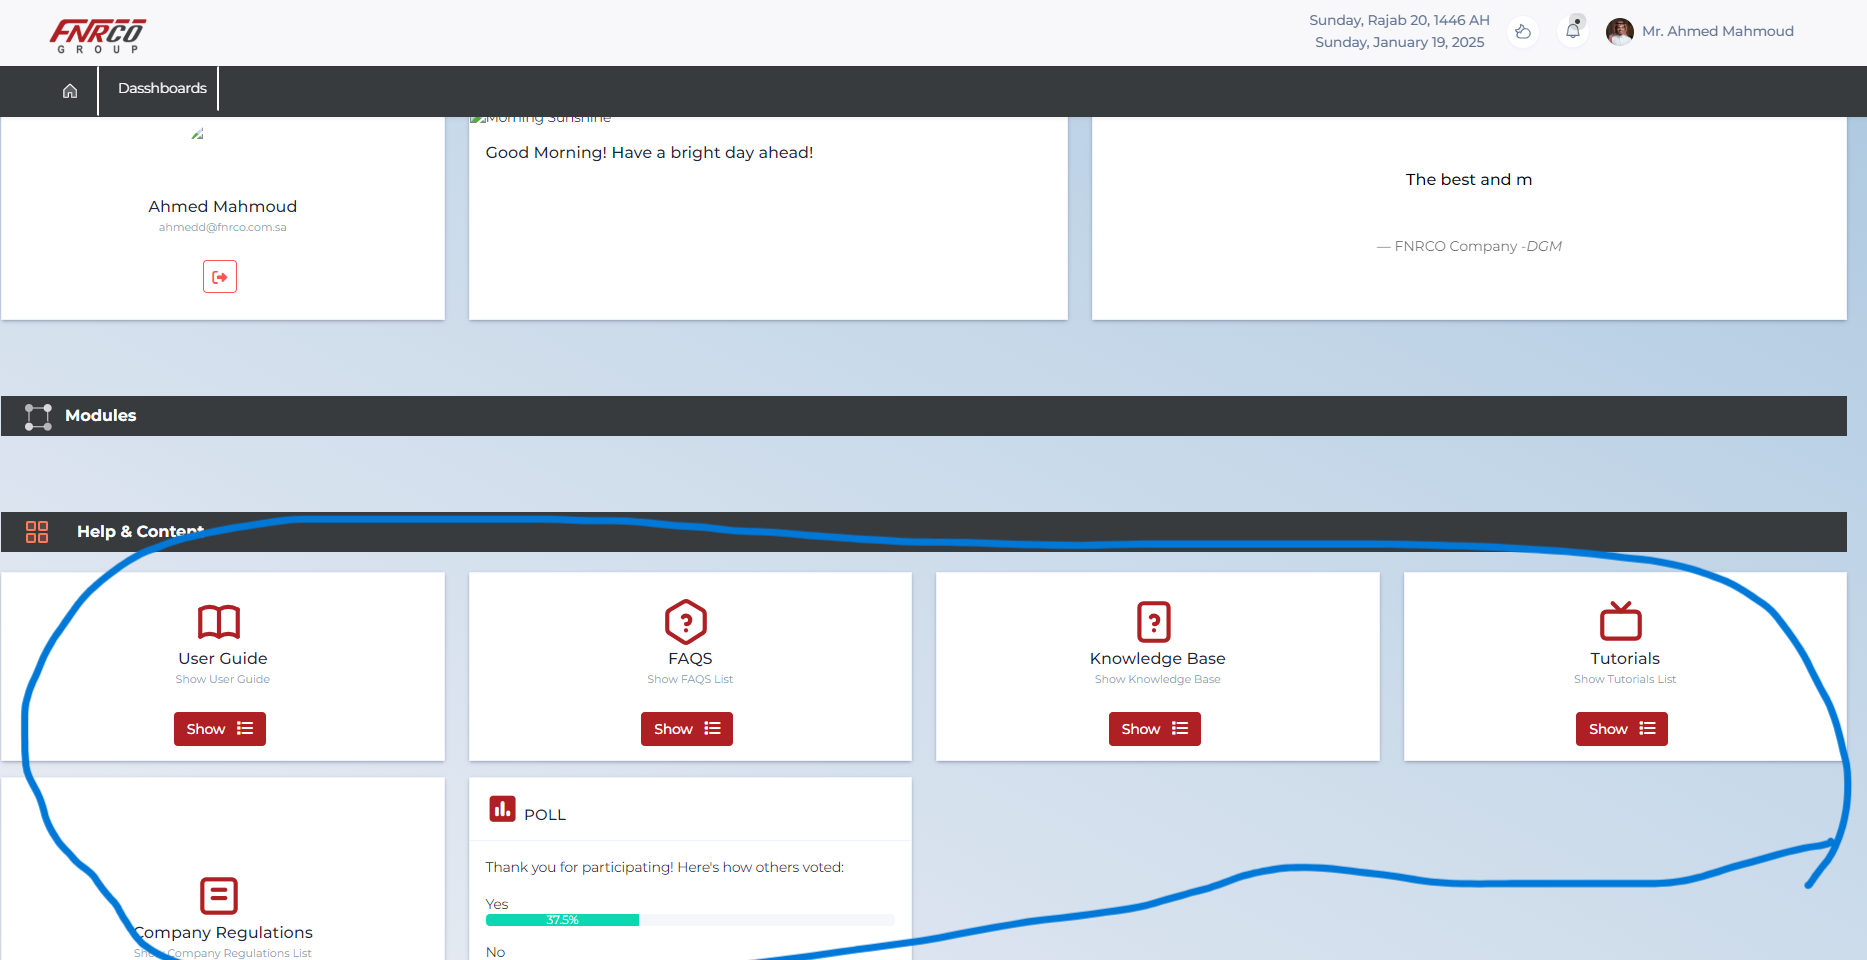 FNRCO
GROUP
Sunday, Rajab 20, 1446 AH
Sunday, January 19, 2025
Mr. Ahmed Mahmoud
Dasshboards
Ahmed Mahmoud
ahmedd@fnrco.com.sa
Morning Sunshine
Good Morning! Have a bright day ahead!
The best and m
— FNRCO Company -DGM
Modules
Help & Content
User Guide
Show User Guide
Show
FAQS
Show FAQS List
Show
Knowledge Base
Show Knowledge Base
Show
Tutorials
Show Tutorials List
Show
Company Regulations
Show Company Regulations List
POLL
Thank you for participating! Here's how others voted:
Yes
37.5%
No